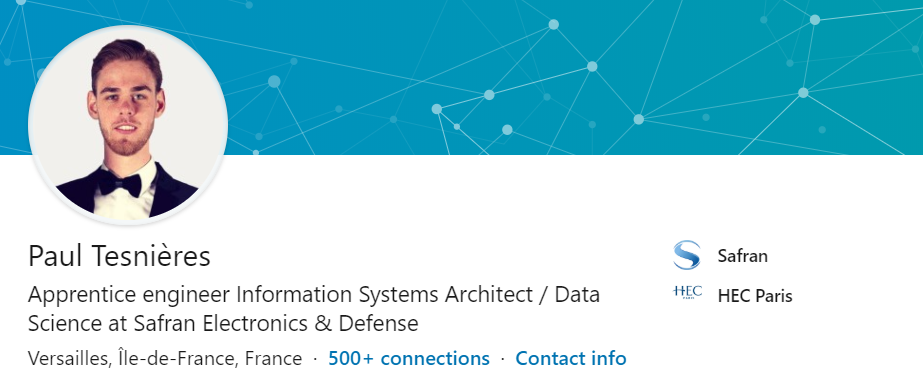 Paul Tesnières
Apprentice engineer Information Systems Architect / Data
Science at Safran Electronics & Defense
Versailles, Île-de-France, France · 500+ connections · Contact info
Safran
HEC
PARIS
HEC Paris